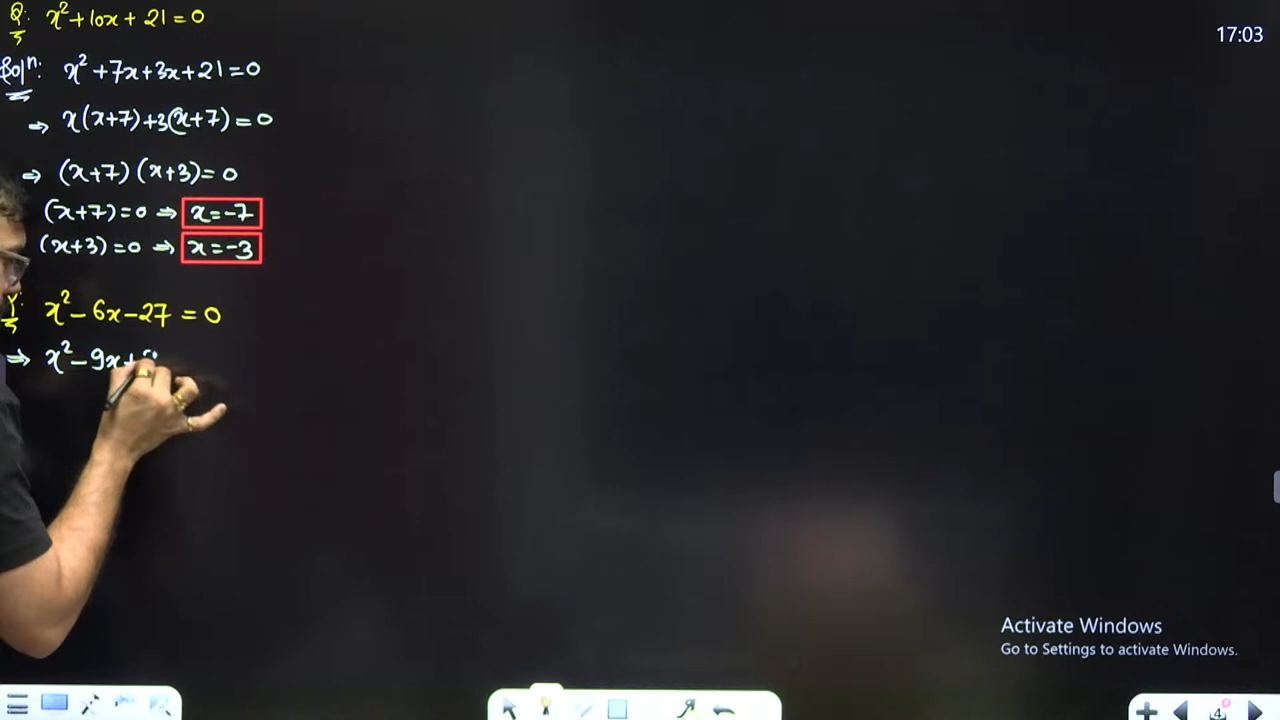 Q. x²+10x+21=0
17:03
Solⁿ: x²+7x+3x+21=0
⇒ x(x+7)+3(x+7)=0
⇒ (x+7)(x+3)=0
(x+7)=0 ⇒ x=-7
(x+3)=0 ⇒ x=-3
x²-6x-27=0
⇒ x²-9x+
Activate Windows
Go to Settings to activate Windows.
4